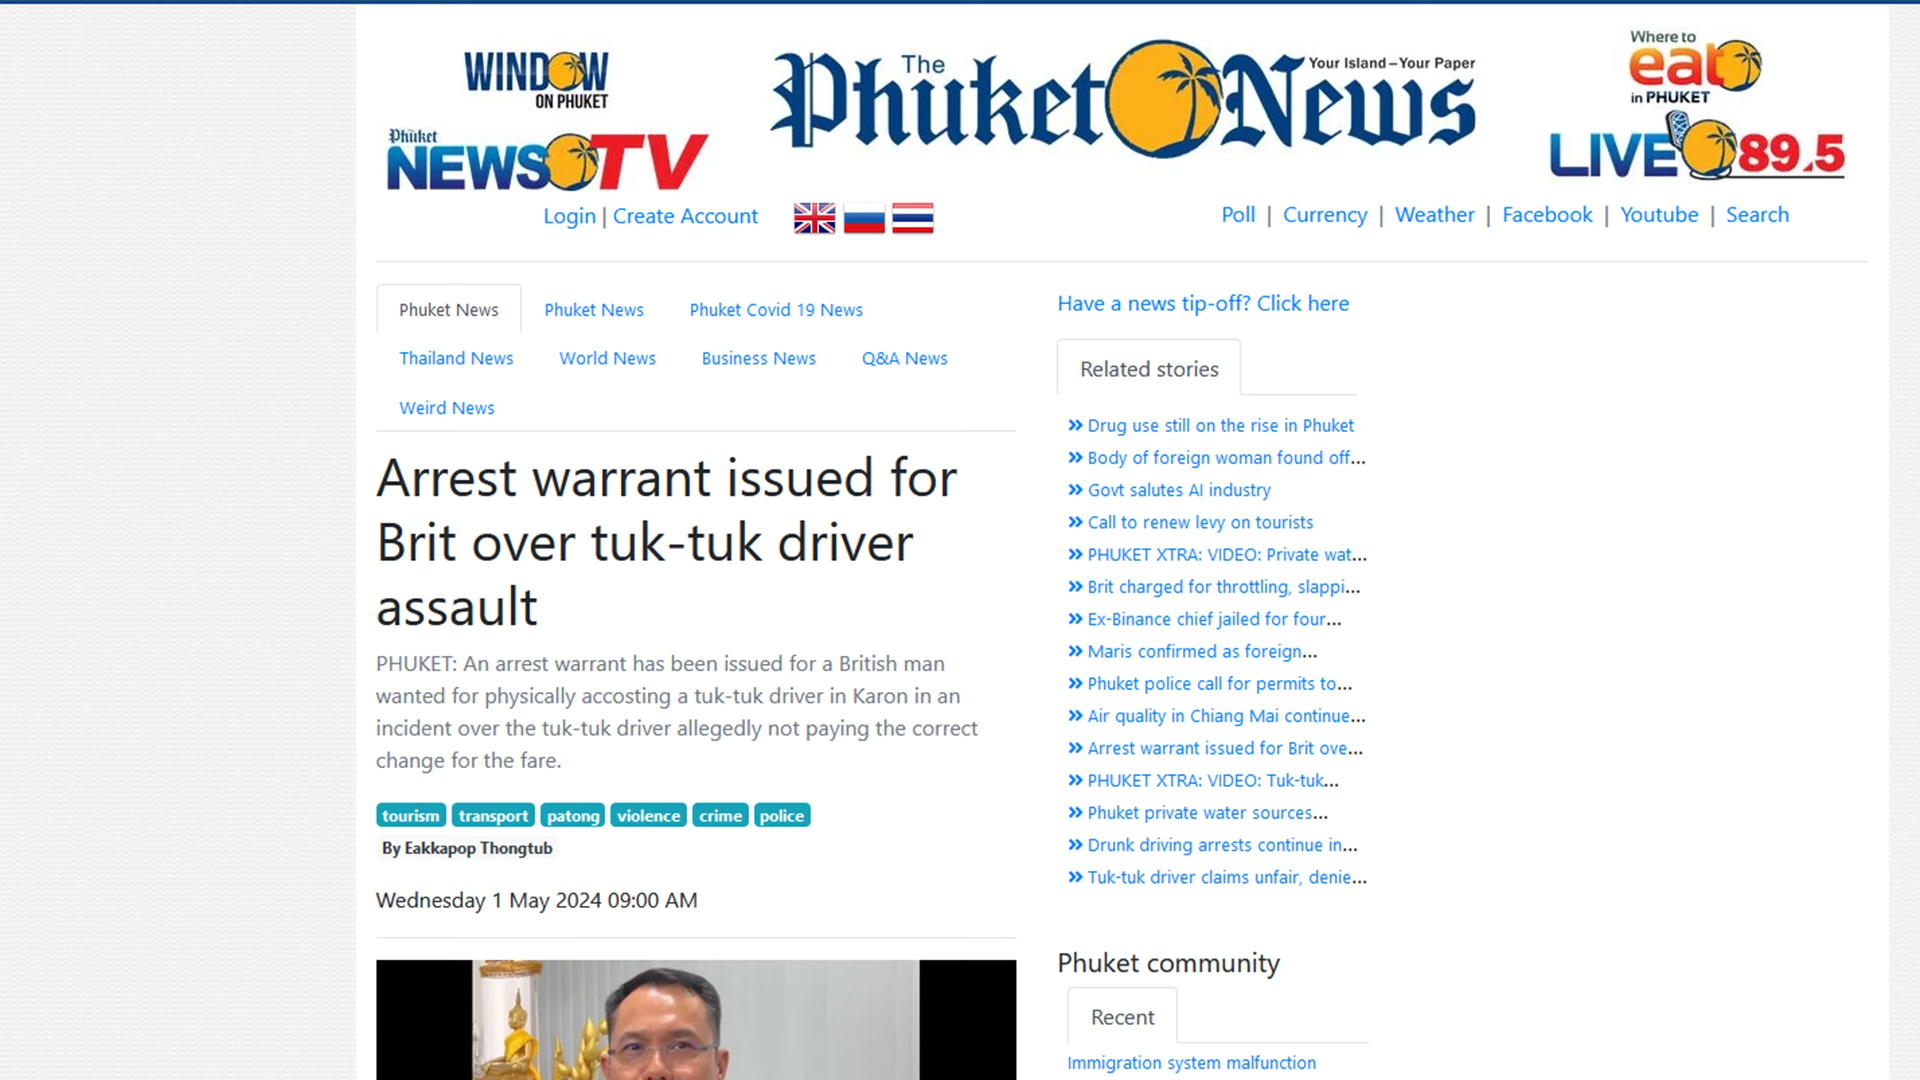 WINDOW
ON PHUKET
Phuket
NEWS TV
The
Phuket News
Your Island – Your Paper
Where to
eat
in PHUKET
LIVE 89.5
Login | Create Account
Poll | Currency | Weather | Facebook | Youtube | Search
Phuket News
Phuket News
Phuket Covid 19 News
Thailand News
World News
Business News
Q&A News
Weird News
Arrest warrant issued for
Brit over tuk-tuk driver
assault
PHUKET: An arrest warrant has been issued for a British man
wanted for physically accosting a tuk-tuk driver in Karon in an
incident over the tuk-tuk driver allegedly not paying the correct
change for the fare.
tourism transport patong violence crime police
By Eakkapop Thongtub
Wednesday 1 May 2024 09:00 AM
Have a news tip-off? Click here
Related stories
Drug use still on the rise in Phuket
Body of foreign woman found off...
Govt salutes AI industry
Call to renew levy on tourists
PHUKET XTRA: VIDEO: Private wat...
Brit charged for throttling, slappi...
Ex-Binance chief jailed for four...
Maris confirmed as foreign...
Phuket police call for permits to...
Air quality in Chiang Mai continue...
Arrest warrant issued for Brit ove...
PHUKET XTRA: VIDEO: Tuk-tuk...
Phuket private water sources...
Drunk driving arrests continue in...
Tuk-tuk driver claims unfair, denie...
Phuket community
Recent
Immigration system malfunction